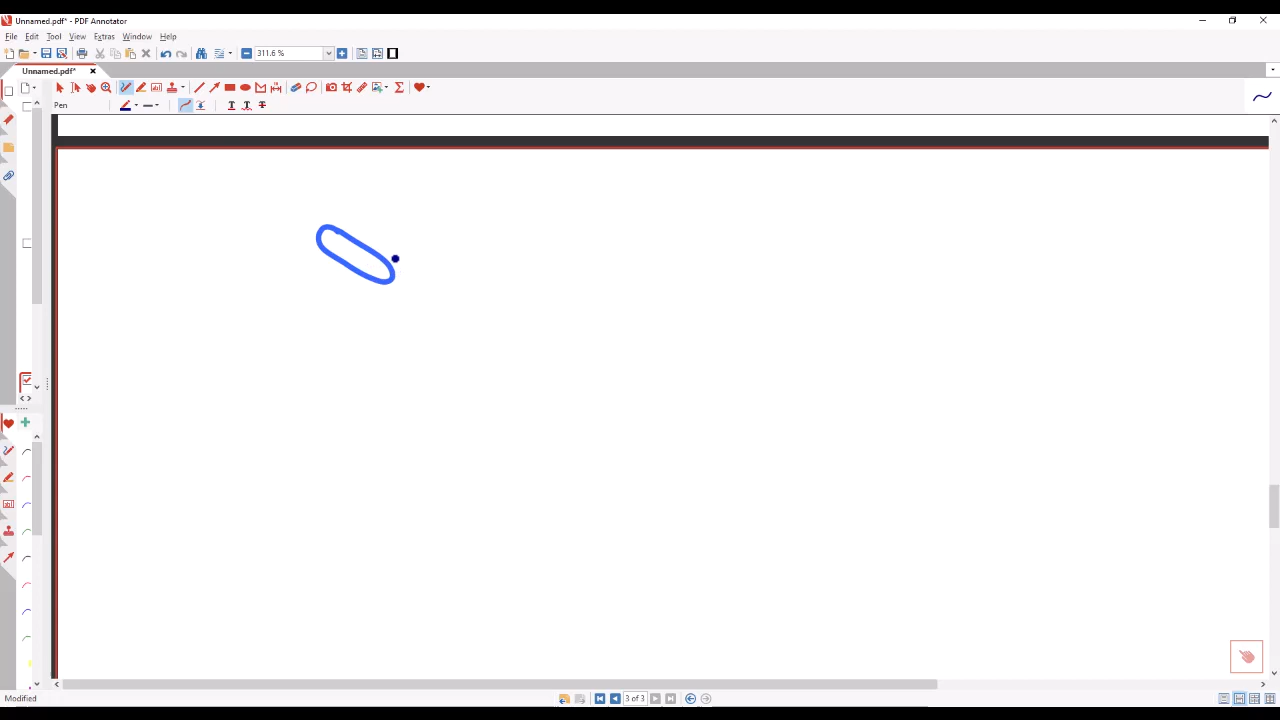 Unnamed.pdf* - PDF Annotator
File Edit Tool View Extras Window Help
311.6 %
Unnamed.pdf*
Pen
Modified
3 of 3